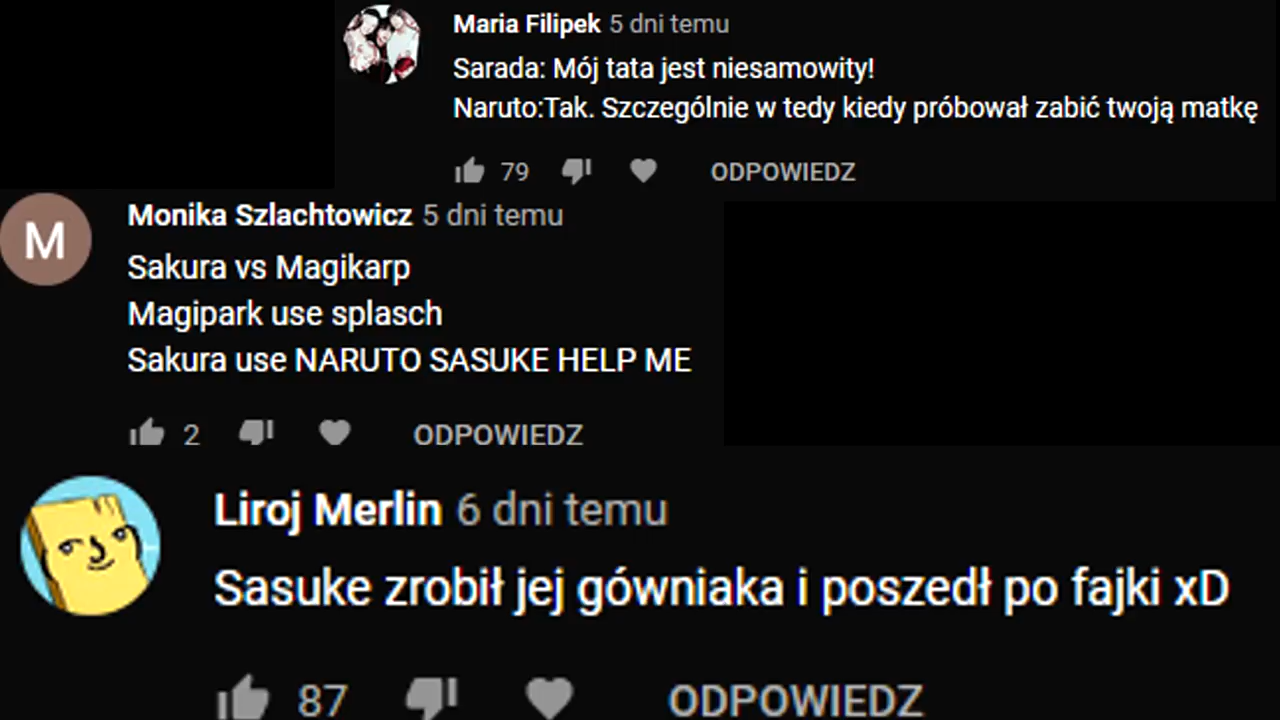 Maria Filipek 5 dni temu
Sarada: Mój tata jest niesamowity!
Naruto:Tak. Szczególnie w tedy kiedy próbował zabić twoją matkę
79 ODPOWIEDZ
M
Monika Szlachtowicz 5 dni temu
Sakura vs Magikarp
Magipark use splasch
Sakura use NARUTO SASUKE HELP ME
2 ODPOWIEDZ
Liroj Merlin 6 dni temu
Sasuke zrobił jej gówniaka i poszedł po fajki xD
87 ODPOWIEDZ